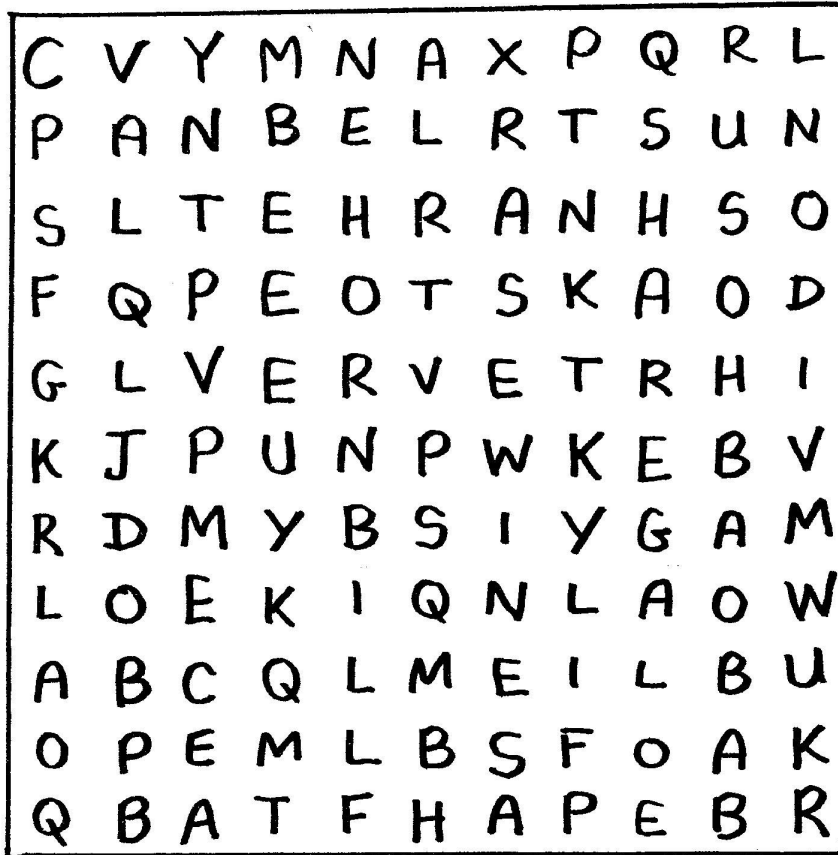 C V Y M N A X P Q R L
P A N B E L R T S U N
S L T E H R A N H S O
F Q P E O T S K A O D
G L V E R V E T R H I
K J P U N P W K E B V
R D M Y B S I Y G A M
L O E K I Q N L A O W
A B C Q L M E I L B U
O P E M L B S F O A K
Q B A T F H A P E B R